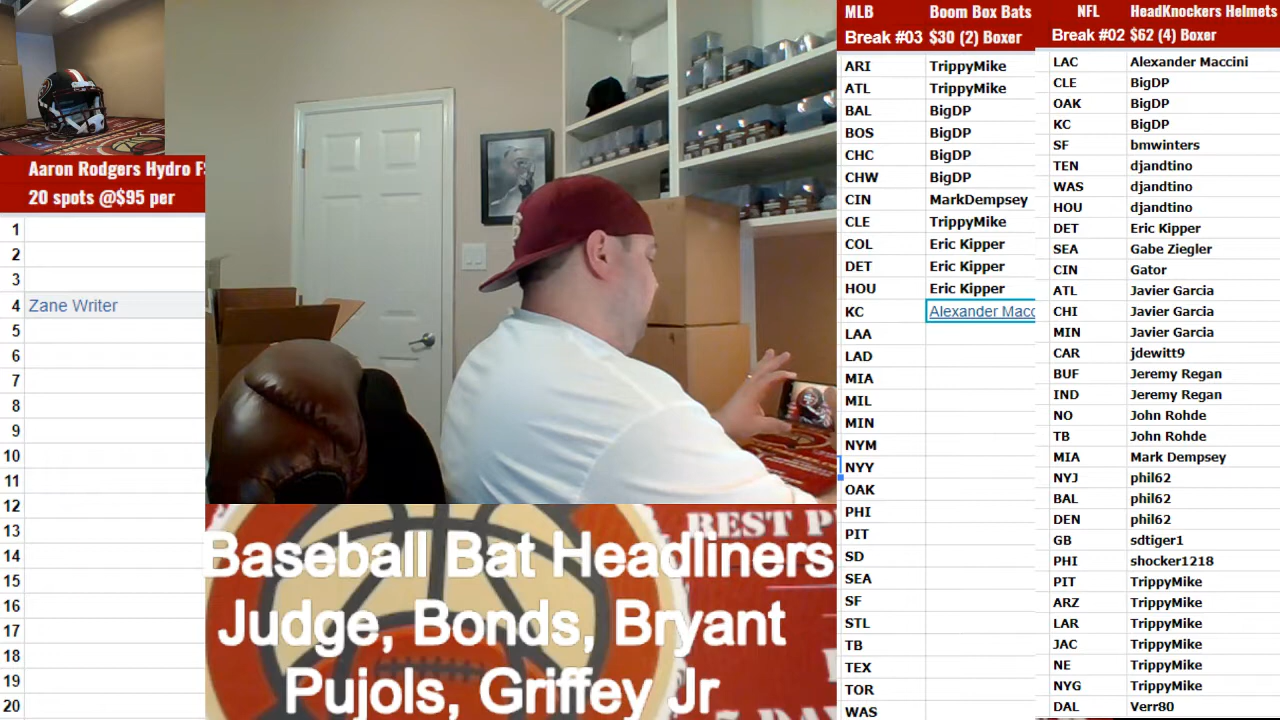 Aaron Rodgers Hydro
20 spots @$95 per
1
2
3
4 Zane Writer
5
6
7
8
9
10
11
12
13
14
15
16
17
18
19
20
REST P
Baseball Bat Headliners
Judge, Bonds, Bryant
Pujols, Griffey Jr
MLB Boom Box Bats
Break #03 $30 (2) Boxer
ARI TrippyMike
ATL TrippyMike
BAL BigDP
BOS BigDP
CHC BigDP
CHW BigDP
CIN MarkDempsey
CLE TrippyMike
COL Eric Kipper
DET Eric Kipper
HOU Eric Kipper
KC Alexander Macc
LAA
LAD
MIA
MIL
MIN
NYM
NYY
OAK
PHI
PIT
SD
SEA
SF
STL
TB
TEX
TOR
WAS
NFL HeadKnockers Helmets
Break #02 $62 (4) Boxer
LAC Alexander Maccini
CLE BigDP
OAK BigDP
KC BigDP
SF bmwinters
TEN djandtino
WAS djandtino
HOU djandtino
DET Eric Kipper
SEA Gabe Ziegler
CIN Gator
ATL Javier Garcia
CHI Javier Garcia
MIN Javier Garcia
CAR jdewitt9
BUF Jeremy Regan
IND Jeremy Regan
NO John Rohde
TB John Rohde
MIA Mark Dempsey
NYJ phil62
BAL phil62
DEN phil62
GB sdtiger1
PHI shocker1218
PIT TrippyMike
ARZ TrippyMike
LAR TrippyMike
JAC TrippyMike
NE TrippyMike
NYG TrippyMike
DAL Verr80